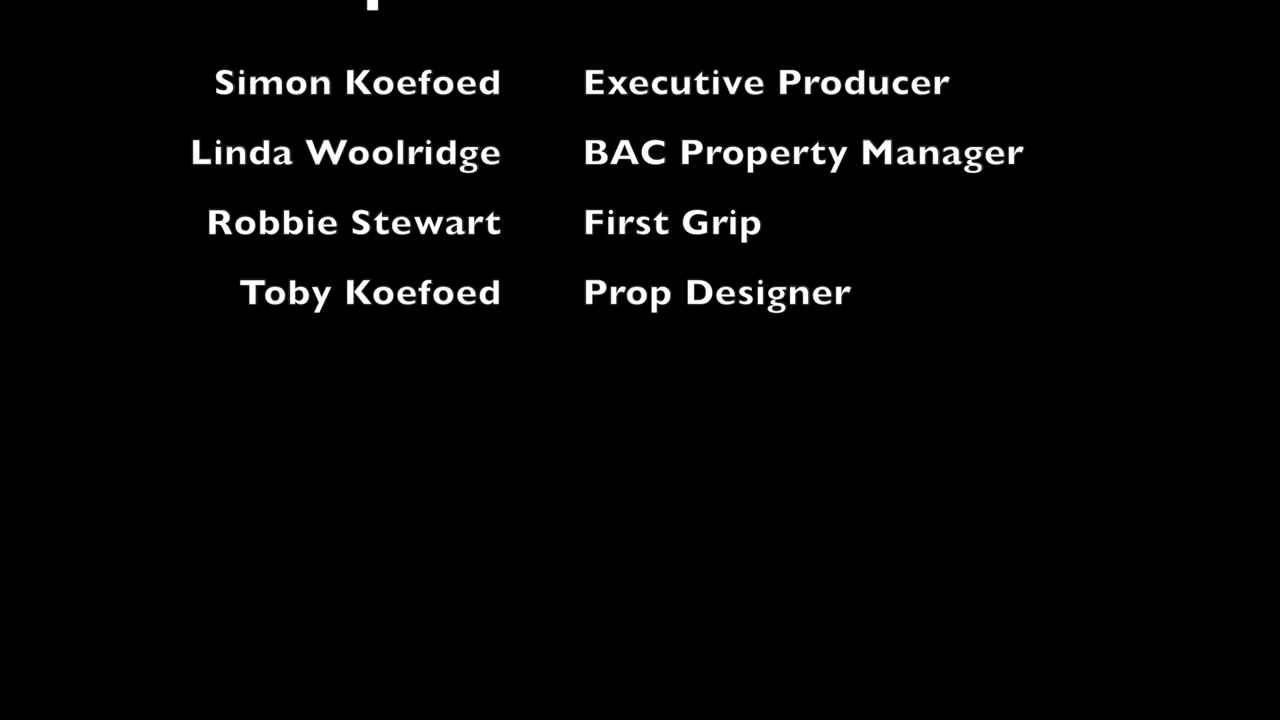 Simon Koefoed Executive Producer
Linda Woolridge BAC Property Manager
Robbie Stewart First Grip
Toby Koefoed Prop Designer